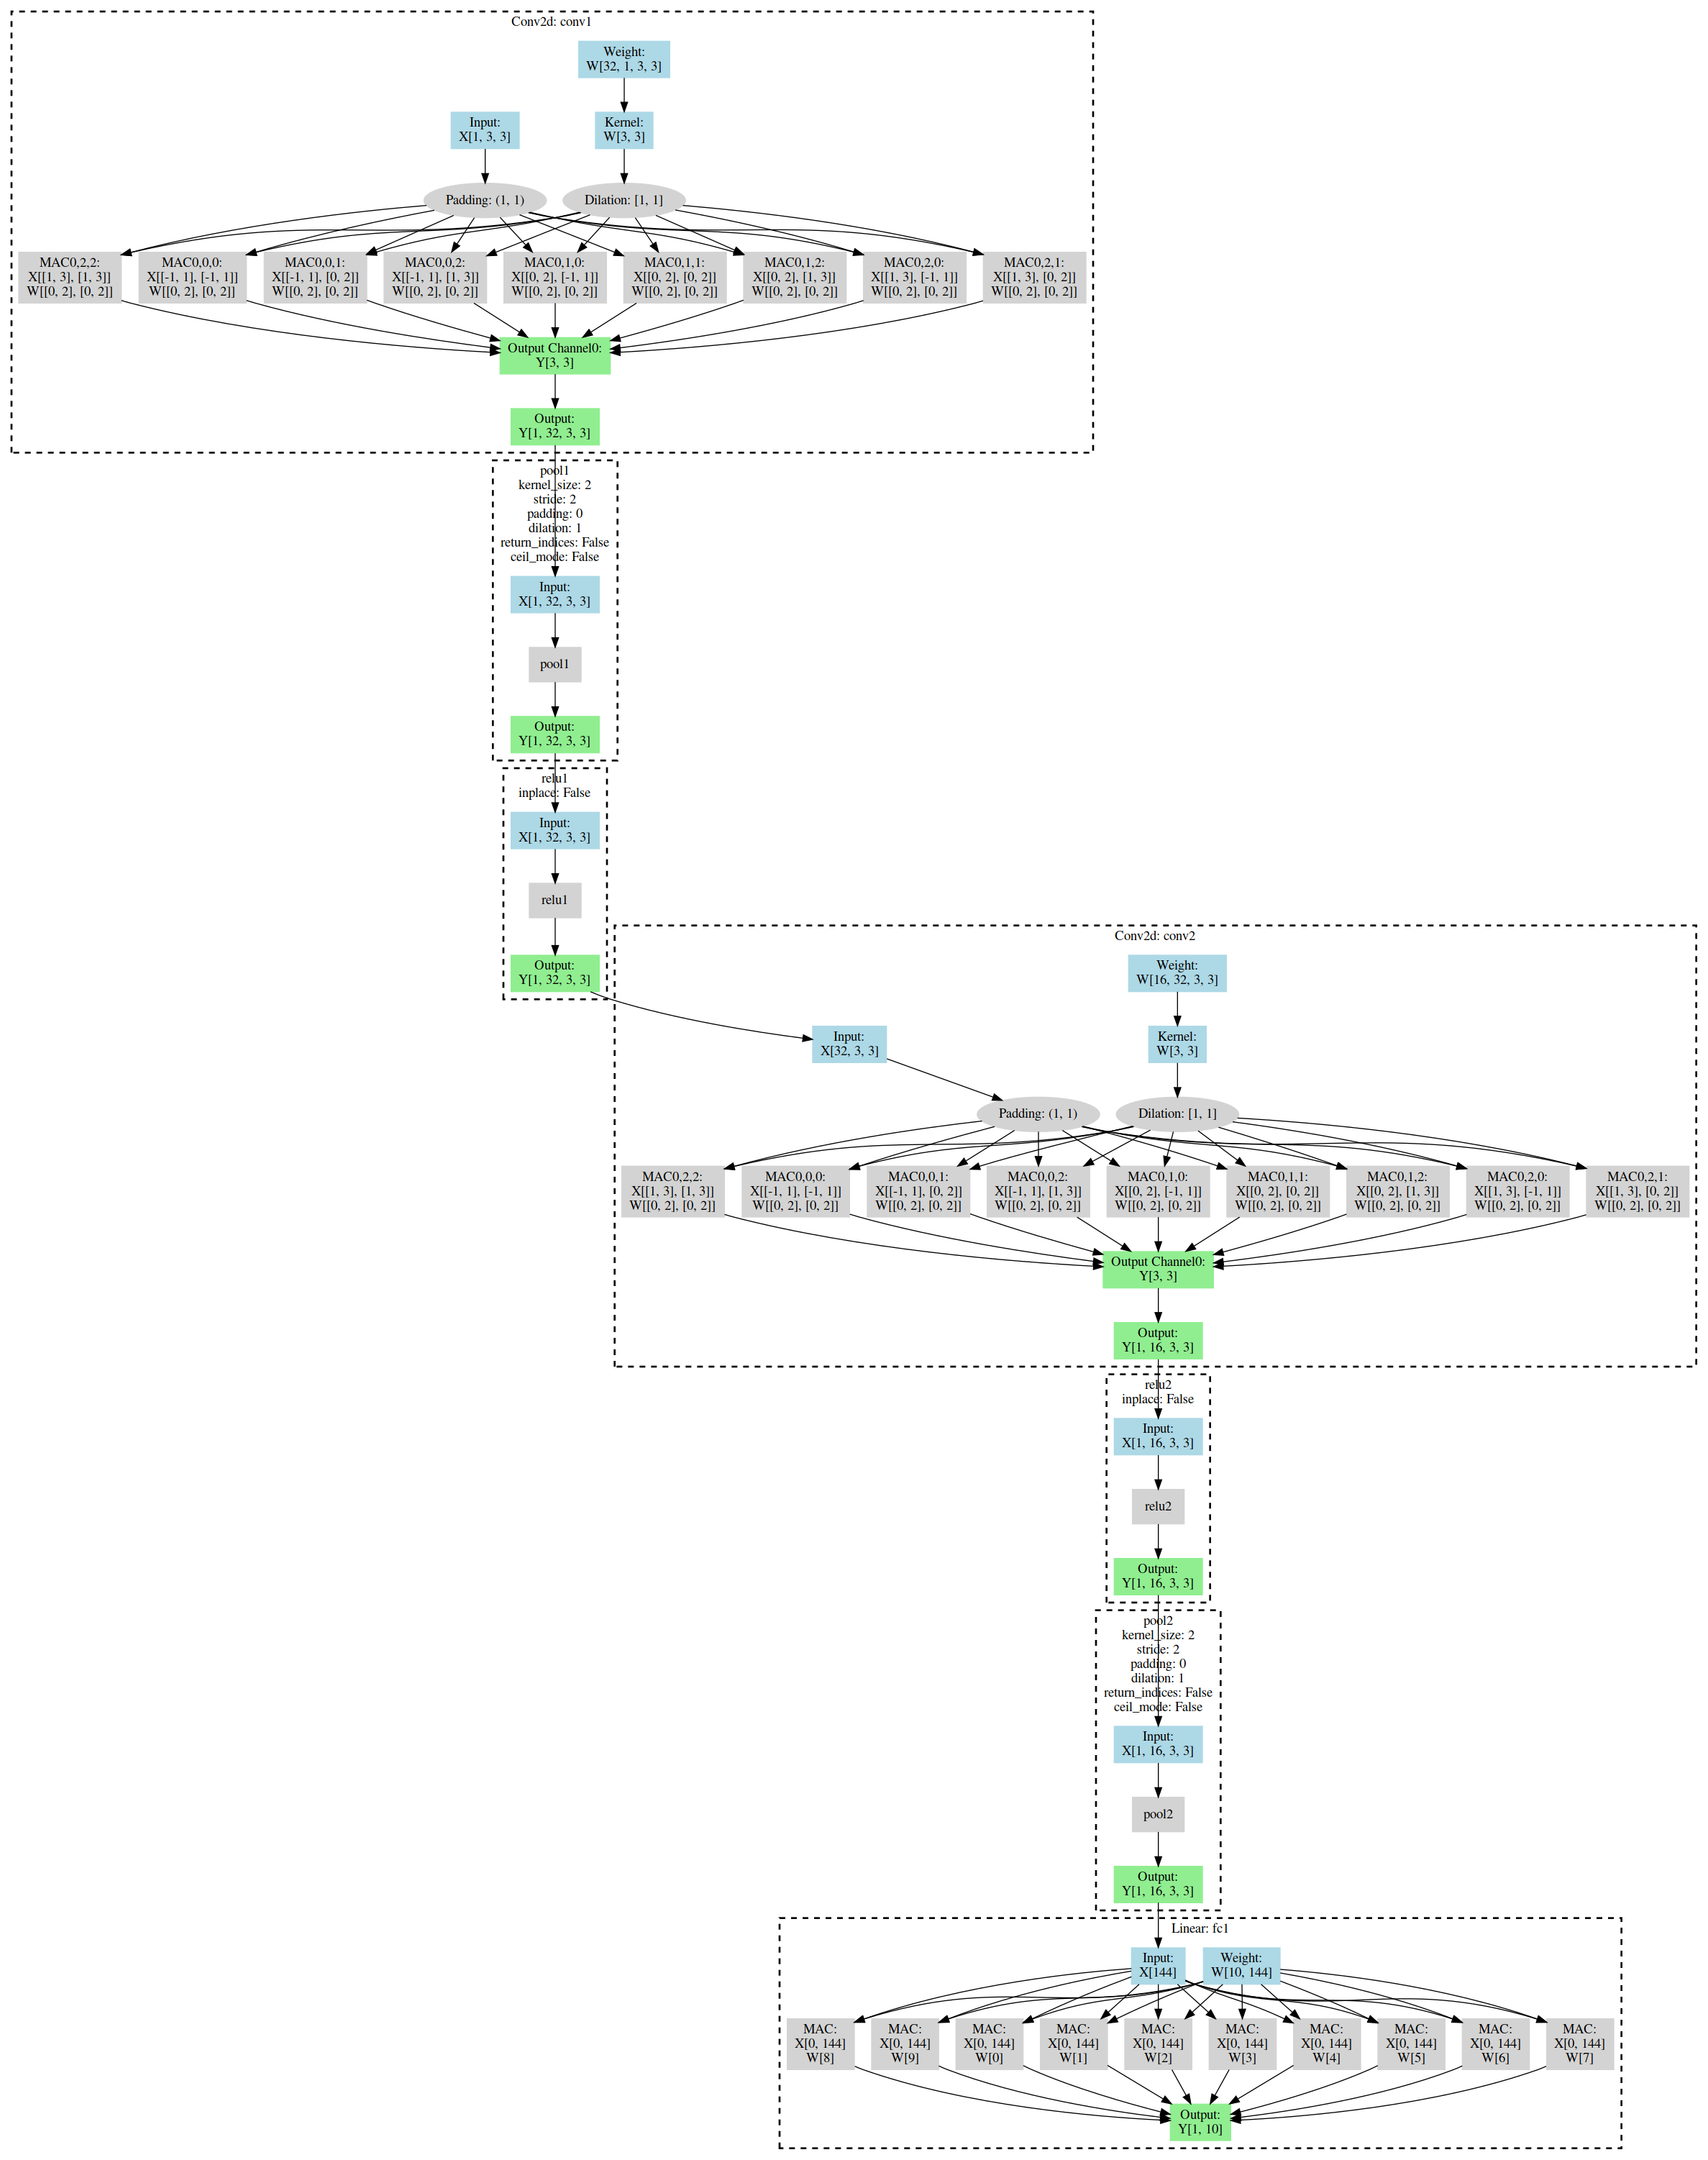 Conv2d: conv1
Weight:
W[32, 1, 3, 3]
Input:
X[1, 3, 3]
Kernel:
W[3, 3]
Padding: (1, 1)
Dilation: [1, 1]
MAC0,2,2:
X[[1, 3], [1, 3]]
W[[0, 2], [0, 2]]
MAC0,0,0:
X[[-1, 1], [-1, 1]]
W[[0, 2], [0, 2]]
MAC0,0,1:
X[[-1, 1], [0, 2]]
W[[0, 2], [0, 2]]
MAC0,0,2:
X[[-1, 1], [1, 3]]
W[[0, 2], [0, 2]]
MAC0,1,0:
X[[0, 2], [-1, 1]]
W[[0, 2], [0, 2]]
MAC0,1,1:
X[[0, 2], [0, 2]]
W[[0, 2], [0, 2]]
MAC0,1,2:
X[[0, 2], [1, 3]]
W[[0, 2], [0, 2]]
MAC0,2,0:
X[[1, 3], [-1, 1]]
W[[0, 2], [0, 2]]
MAC0,2,1:
X[[1, 3], [0, 2]]
W[[0, 2], [0, 2]]
Output Channel0:
Y[3, 3]
Output:
Y[1, 32, 3, 3]
pool1
kernel_size: 2
stride: 2
padding: 0
dilation: 1
return_indices: False
ceil_mode: False
Input:
X[1, 32, 3, 3]
pool1
Output:
Y[1, 32, 3, 3]
relu1
inplace: False
Input:
X[1, 32, 3, 3]
relu1
Output:
Y[1, 32, 3, 3]
Conv2d: conv2
Weight:
W[16, 32, 3, 3]
Input:
X[32, 3, 3]
Kernel:
W[3, 3]
Padding: (1, 1)
Dilation: [1, 1]
MAC0,2,2:
X[[1, 3], [1, 3]]
W[[0, 2], [0, 2]]
MAC0,0,0:
X[[-1, 1], [-1, 1]]
W[[0, 2], [0, 2]]
MAC0,0,1:
X[[-1, 1], [0, 2]]
W[[0, 2], [0, 2]]
MAC0,0,2:
X[[-1, 1], [1, 3]]
W[[0, 2], [0, 2]]
MAC0,1,0:
X[[0, 2], [-1, 1]]
W[[0, 2], [0, 2]]
MAC0,1,1:
X[[0, 2], [0, 2]]
W[[0, 2], [0, 2]]
MAC0,1,2:
X[[0, 2], [1, 3]]
W[[0, 2], [0, 2]]
MAC0,2,0:
X[[1, 3], [-1, 1]]
W[[0, 2], [0, 2]]
MAC0,2,1:
X[[1, 3], [0, 2]]
W[[0, 2], [0, 2]]
Output Channel0:
Y[3, 3]
Output:
Y[1, 16, 3, 3]
relu2
inplace: False
Input:
X[1, 16, 3, 3]
relu2
Output:
Y[1, 16, 3, 3]
pool2
kernel_size: 2
stride: 2
padding: 0
dilation: 1
return_indices: False
ceil_mode: False
Input:
X[1, 16, 3, 3]
pool2
Output:
Y[1, 16, 3, 3]
Linear: fc1
Input:
X[144]
Weight:
W[10, 144]
MAC:
X[0, 144]
W[8]
MAC:
X[0, 144]
W[9]
MAC:
X[0, 144]
W[0]
MAC:
X[0, 144]
W[1]
MAC:
X[0, 144]
W[2]
MAC:
X[0, 144]
W[3]
MAC:
X[0, 144]
W[4]
MAC:
X[0, 144]
W[5]
MAC:
X[0, 144]
W[6]
MAC:
X[0, 144]
W[7]
Output:
Y[1, 10]